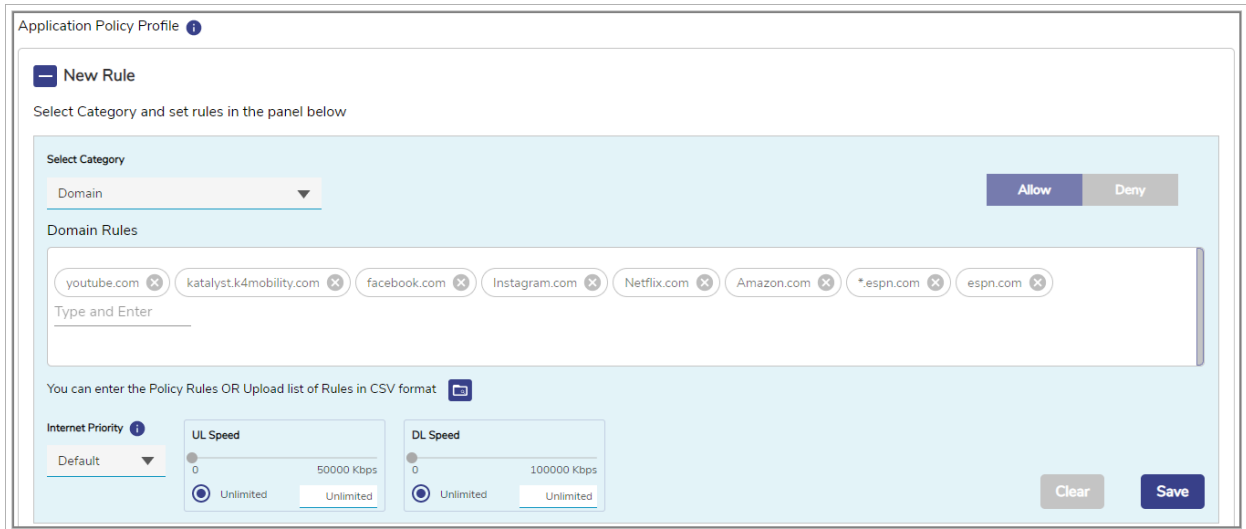 Application Policy Profile
New Rule
Select Category and set rules in the panel below
Select Category
Domain
Allow Deny
Domain Rules
youtube.com katalyst.k4mobility.com facebook.com Instagram.com Netflix.com Amazon.com *.espn.com espn.com
Type and Enter
You can enter the Policy Rules OR Upload list of Rules in CSV format
Internet Priority
Default
UL Speed
0 50000 Kbps
Unlimited Unlimited
DL Speed
0 100000 Kbps
Unlimited Unlimited
Clear Save